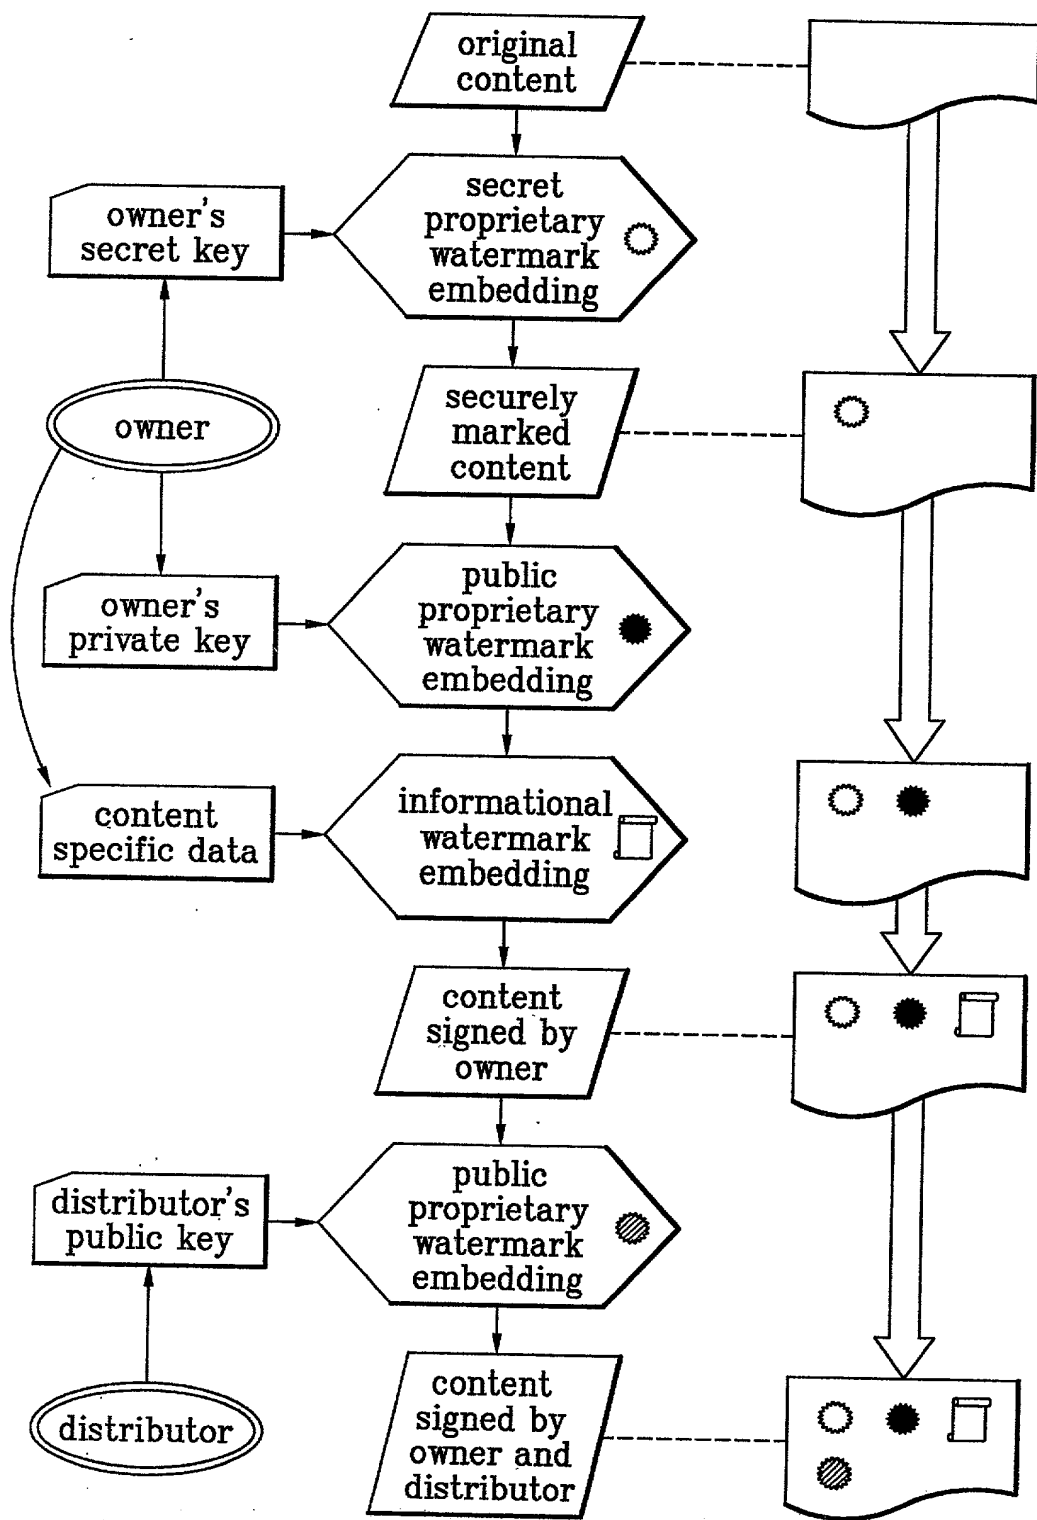 original
content
secret
proprietary
watermark
embedding
owner's
secret key
owner
securely
marked
content
public
proprietary
watermark
embedding
owner's
private key
informational
watermark
embedding
content
specific data
content
signed by
owner
public
proprietary
watermark
embedding
distributor's
public key
distributor
content
signed by
owner and
distributor